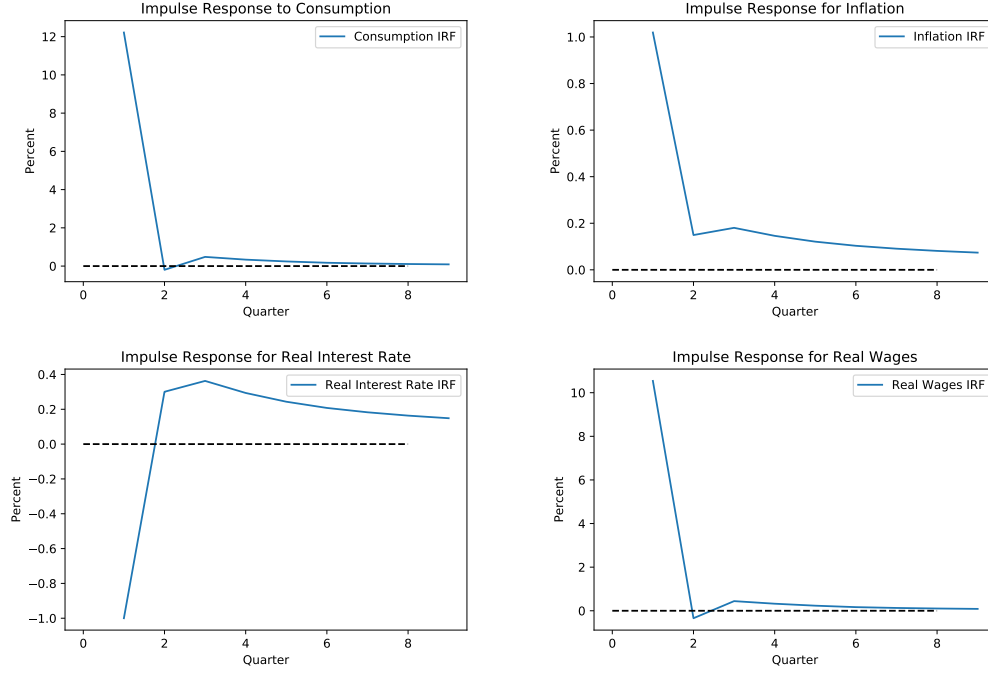 Impulse Response to Consumption
Consumption IRF
12
10
8
6
4
2
0
Percent
0 2 4 6 8
Quarter
Impulse Response for Inflation
Inflation IRF
1.0
0.8
0.6
0.4
0.2
0.0
Percent
0 2 4 6 8
Quarter
Impulse Response for Real Interest Rate
Real Interest Rate IRF
0.4
0.2
0.0
−0.2
−0.4
−0.6
−0.8
−1.0
Percent
0 2 4 6 8
Quarter
Impulse Response for Real Wages
Real Wages IRF
10
8
6
4
2
0
Percent
0 2 4 6 8
Quarter